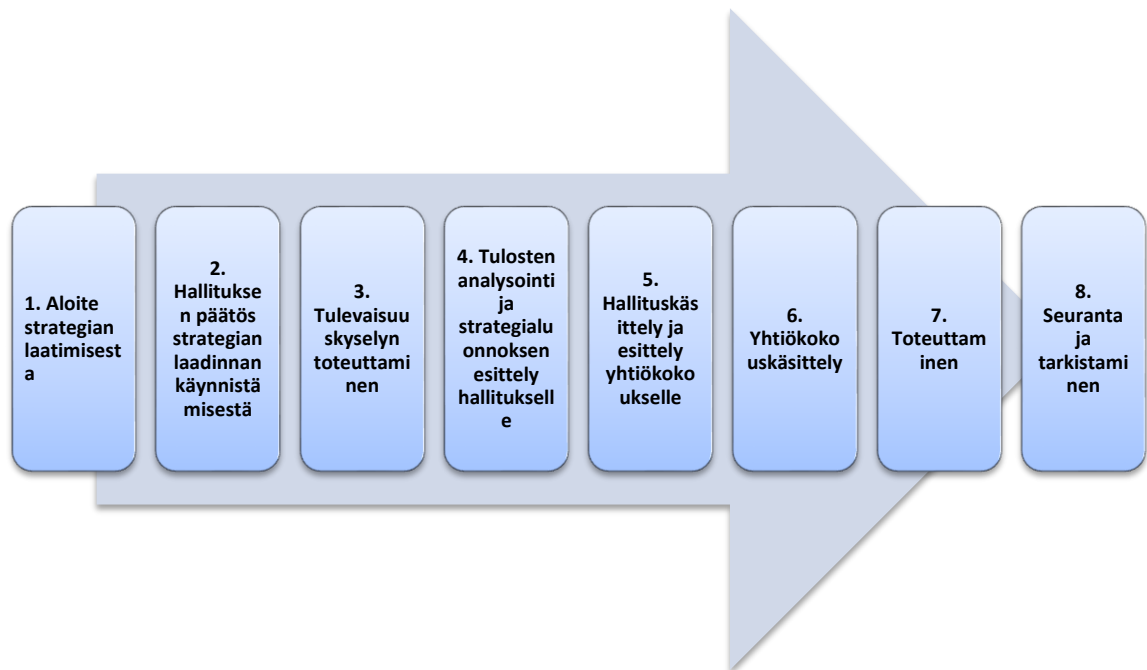 1. Aloite
strategian
laatimisest
a
2.
Hallitukse
n päätös
strategian
laadinnan
käynnistä
misestä
3.
Tulevaisuu
skyselyn
toteuttami
nen
4. Tulosten
analysointi
ja
strategialu
onnoksen
esittely
hallituksell
e
5.
Hallituskäs
ittely ja
esittely
yhtiökoko
ukselle
6.
Yhtiökoko
uskäsittely
7.
Toteuttam
inen
8.
Seuranta
ja
tarkistami
nen